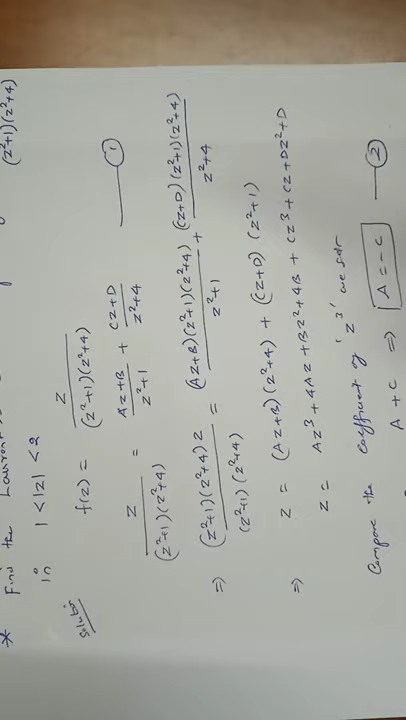 * Find the Laurent's (z²+1)(z²+4)
in 1 < |z| < 2
Solution
f(z) = z / (z²+1)(z²+4)
z / (z²+1)(z²+4) = Az+B / z²+1 + Cz+D / z²+4 — ①
⇒ (z²+1)(z²+4)z / (z²+1)(z²+4) = (Az+B)(z²+1)(z²+4) / z²+1 + (Cz+D)(z²+1)(z²+4) / z²+4
z = (Az+B)(z²+4) + (Cz+D)(z²+1)
⇒ z = Az³+4Az+Bz²+4B + Cz³+Cz+Dz²+D
Compare the coefficient of 'z³' we
A+C ⇒ A=-C — ②